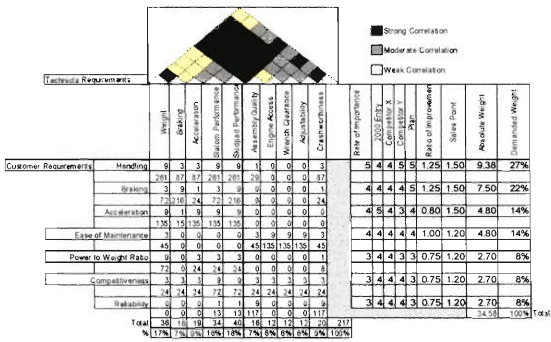 Strong Correlation
Moderate Correlation
Weak Correlation
Technical Requirements
Weight
Braking
Acceleration
Slalom Performance
Skidpad Performance
Assembly Quality
Engine Access
Wrench Clearance
Adjustability
Crashworthiness
Rate of Importance
2000 Entry
Competitor X
Competitor Y
Plan
Ratio of Improvement
Sales Point
Absolute Weight
Demanded Weight
Customer Requirements Handling 9 3 3 9 9 1 0 0 0 3 5 4 4 5 5 1.25 1.50 9.38 27%
261 87 87 261 261 29 0 0 0 87
Braking 3 9 1 3 9 0 0 0 0 1 4 4 4 4 5 1.25 1.50 7.50 22%
72 216 24 72 216 0 0 0 0 24
Acceleration 9 1 9 9 9 0 0 0 0 0 4 5 4 3 4 0.80 1.50 4.80 14%
135 15 135 135 135 0 0 0 0 0
Ease of Maintenance 3 0 0 0 0 3 9 9 9 3 4 4 4 4 4 1.00 1.20 4.80 14%
45 0 0 0 0 45 135 135 135 45
Power to Weight Ratio 9 0 3 3 3 0 0 0 0 1 3 4 4 3 3 0.75 1.20 2.70 8%
72 0 24 24 24 0 0 0 0 8
Competitiveness 3 3 3 9 9 3 3 3 3 3 3 4 4 4 3 0.75 1.20 2.70 8%
24 24 24 72 72 24 24 24 24 24
Reliability 0 0 0 1 1 9 0 0 0 9 3 4 4 4 3 0.75 1.20 2.70 8%
0 0 0 13 13 117 0 0 0 117
34.58 100% Total
Total 36 16 19 34 40 16 12 12 12 20 217
% 17% 7% 9% 16% 18% 7% 6% 6% 6% 9% 100%